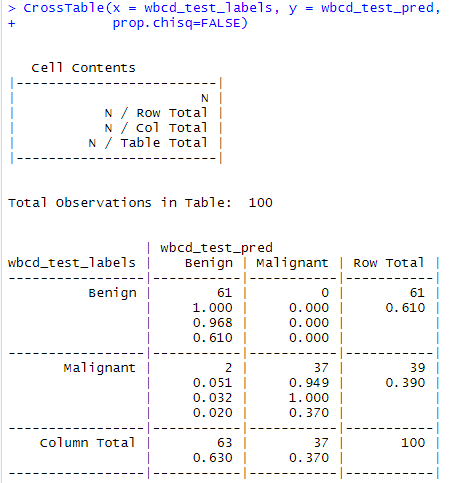 > CrossTable(x = wbcd_test_labels, y = wbcd_test_pred,
+            prop.chisq=FALSE)
   Cell Contents
|-------------------------|
|                       N |
|           N / Row Total |
|           N / Col Total |
|         N / Table Total |
|-------------------------|
Total Observations in Table:  100
                 | wbcd_test_pred
wbcd_test_labels |    Benign | Malignant | Row Total |
-----------------|-----------|-----------|-----------|
          Benign |        61 |         0 |        61 |
                 |     1.000 |     0.000 |     0.610 |
                 |     0.968 |     0.000 |           |
                 |     0.610 |     0.000 |           |
-----------------|-----------|-----------|-----------|
       Malignant |         2 |        37 |        39 |
                 |     0.051 |     0.949 |     0.390 |
                 |     0.032 |     1.000 |           |
                 |     0.020 |     0.370 |           |
-----------------|-----------|-----------|-----------|
    Column Total |        63 |        37 |       100 |
                 |     0.630 |     0.370 |           |
-----------------|-----------|-----------|-----------|